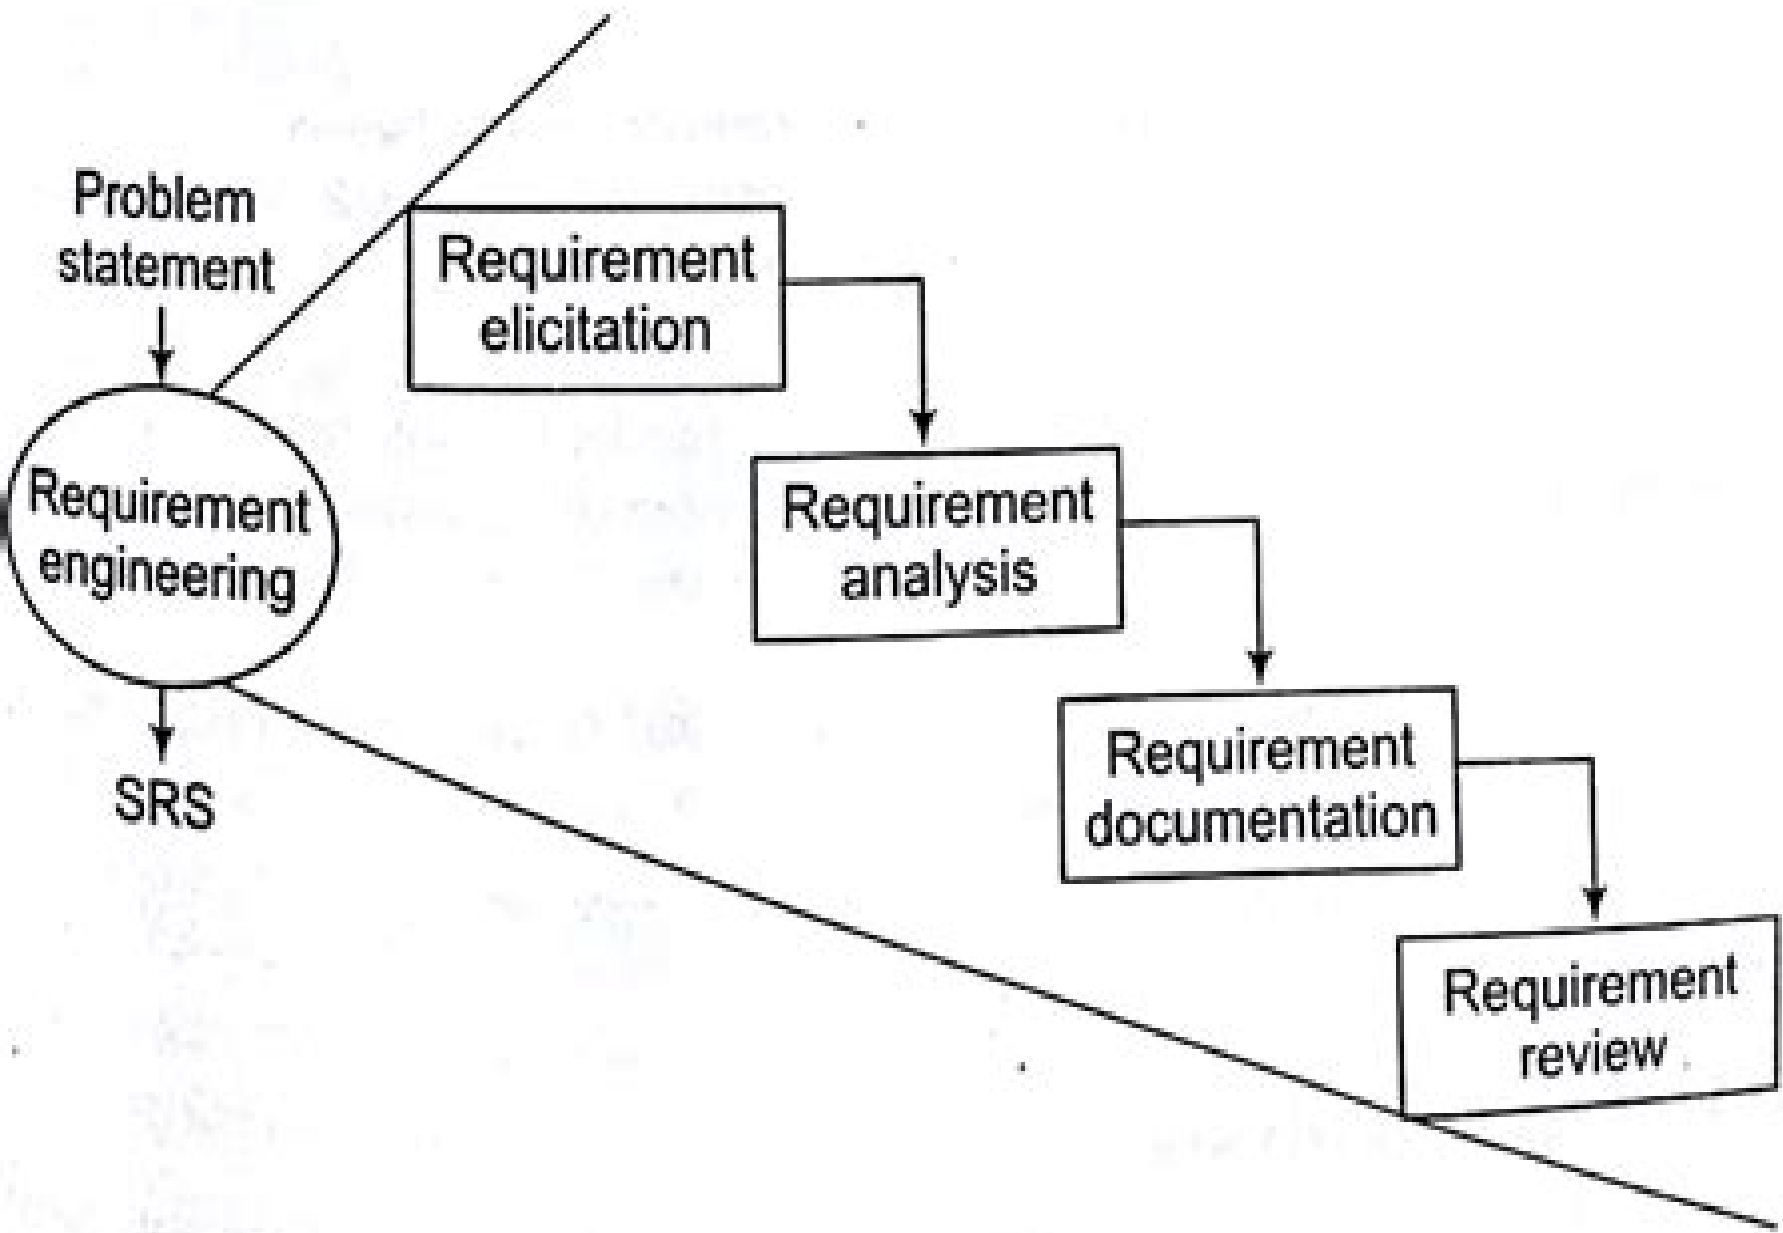 Problem
statement
Requirement
engineering
SRS
Requirement
elicitation
Requirement
analysis
Requirement
documentation
Requirement
review